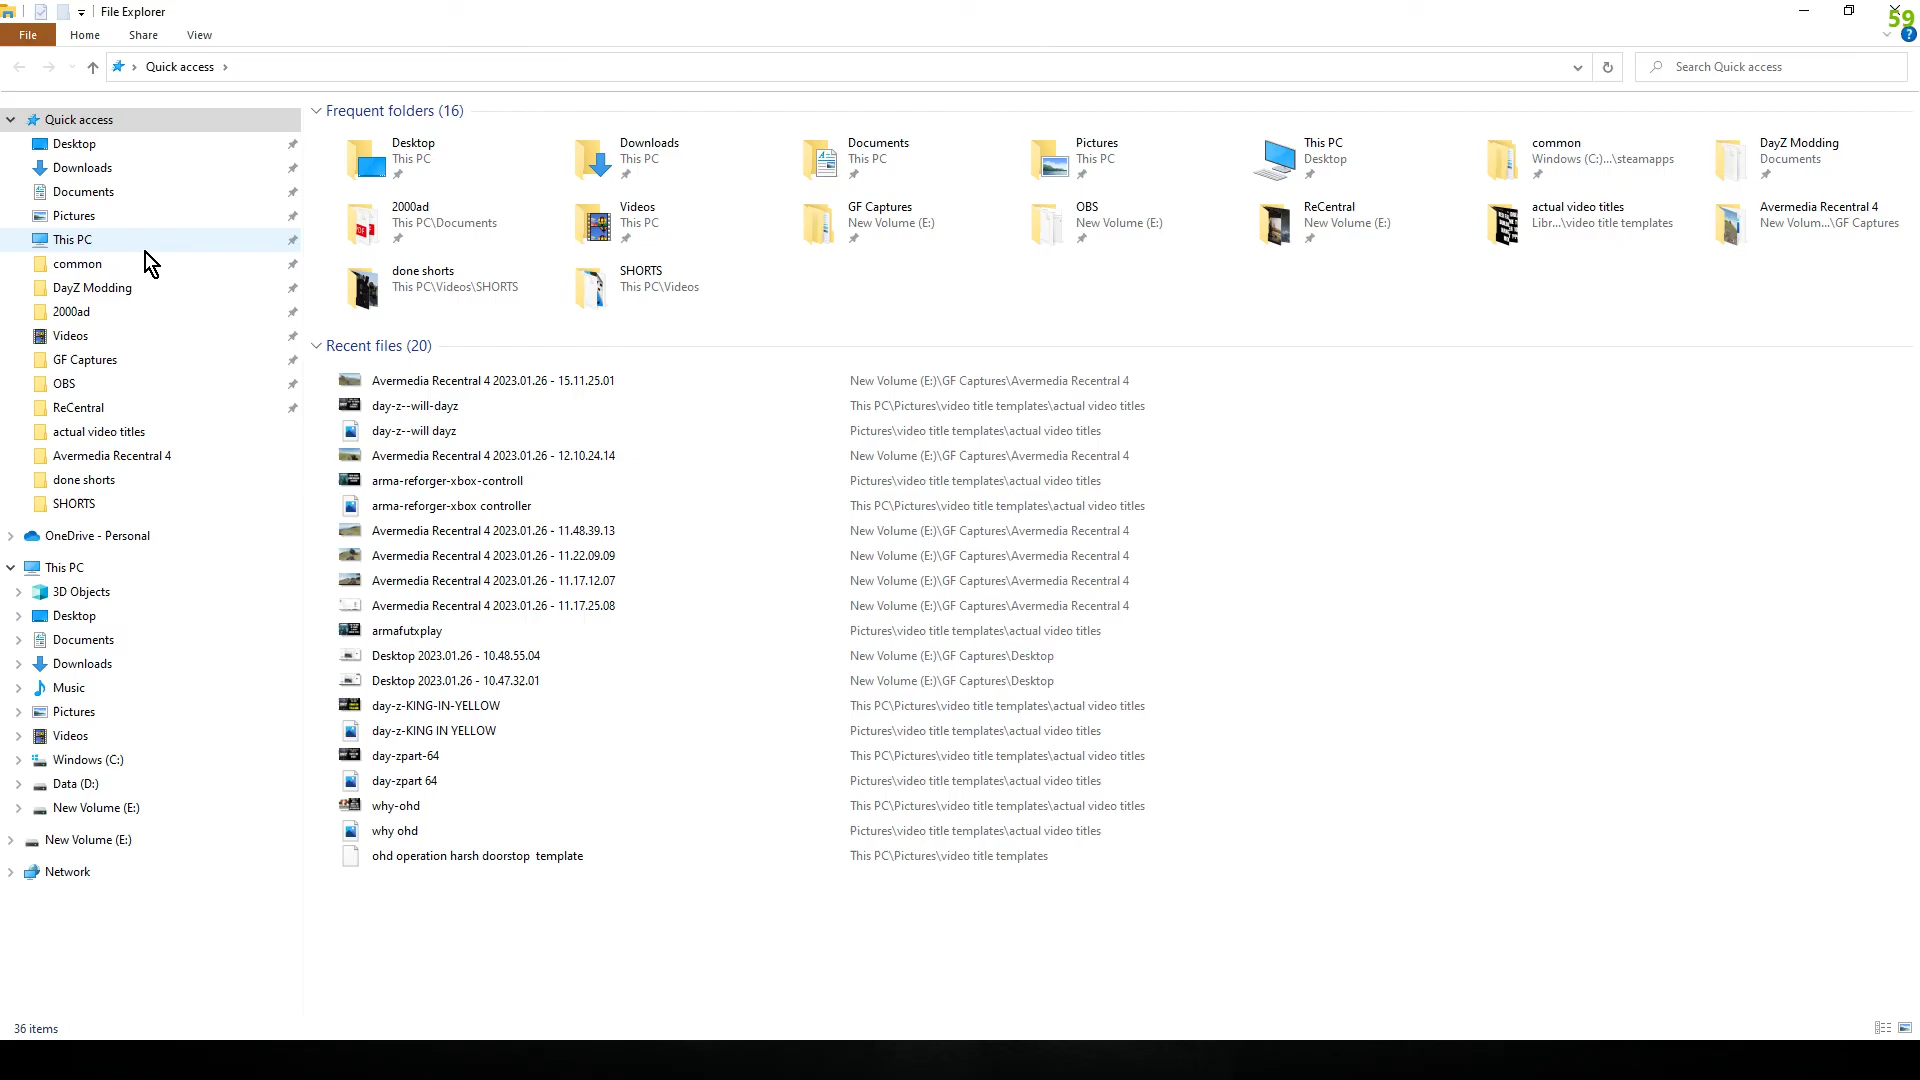 File Explorer
59
File Home Share View
Quick access
Search Quick access
Quick access
Desktop
Downloads
Documents
Pictures
This PC
common
DayZ Modding
2000ad
Videos
GF Captures
OBS
ReCentral
actual video titles
Avermedia Recentral 4
done shorts
SHORTS
OneDrive - Personal
This PC
3D Objects
Desktop
Documents
Downloads
Music
Pictures
Videos
Windows (C:)
Data (D:)
New Volume (E:)
New Volume (E:)
Network
Frequent folders (16)
Desktop
This PC
Downloads
This PC
Documents
This PC
Pictures
This PC
This PC
Desktop
common
Windows (C:)...\steamapps
DayZ Modding
Documents
2000ad
This PC\Documents
Videos
This PC
GF Captures
New Volume (E:)
OBS
New Volume (E:)
ReCentral
New Volume (E:)
actual video titles
Libr...\video title templates
Avermedia Recentral 4
New Volum...\GF Captures
done shorts
This PC\Videos\SHORTS
SHORTS
This PC\Videos
Recent files (20)
Avermedia Recentral 4 2023.01.26 - 15.11.25.01 New Volume (E:)\GF Captures\Avermedia Recentral 4
day-z--will-dayz This PC\Pictures\video title templates\actual video titles
day-z--will dayz Pictures\video title templates\actual video titles
Avermedia Recentral 4 2023.01.26 - 12.10.24.14 New Volume (E:)\GF Captures\Avermedia Recentral 4
arma-reforger-xbox-controll Pictures\video title templates\actual video titles
arma-reforger-xbox controller This PC\Pictures\video title templates\actual video titles
Avermedia Recentral 4 2023.01.26 - 11.48.39.13 New Volume (E:)\GF Captures\Avermedia Recentral 4
Avermedia Recentral 4 2023.01.26 - 11.22.09.09 New Volume (E:)\GF Captures\Avermedia Recentral 4
Avermedia Recentral 4 2023.01.26 - 11.17.12.07 New Volume (E:)\GF Captures\Avermedia Recentral 4
Avermedia Recentral 4 2023.01.26 - 11.17.25.08 New Volume (E:)\GF Captures\Avermedia Recentral 4
armafutxplay Pictures\video title templates\actual video titles
Desktop 2023.01.26 - 10.48.55.04 New Volume (E:)\GF Captures\Desktop
Desktop 2023.01.26 - 10.47.32.01 New Volume (E:)\GF Captures\Desktop
day-z-KING-IN-YELLOW This PC\Pictures\video title templates\actual video titles
day-z-KING IN YELLOW Pictures\video title templates\actual video titles
day-zpart-64 This PC\Pictures\video title templates\actual video titles
day-zpart 64 Pictures\video title templates\actual video titles
why-ohd This PC\Pictures\video title templates\actual video titles
why ohd Pictures\video title templates\actual video titles
ohd operation harsh doorstop template This PC\Pictures\video title templates
36 items